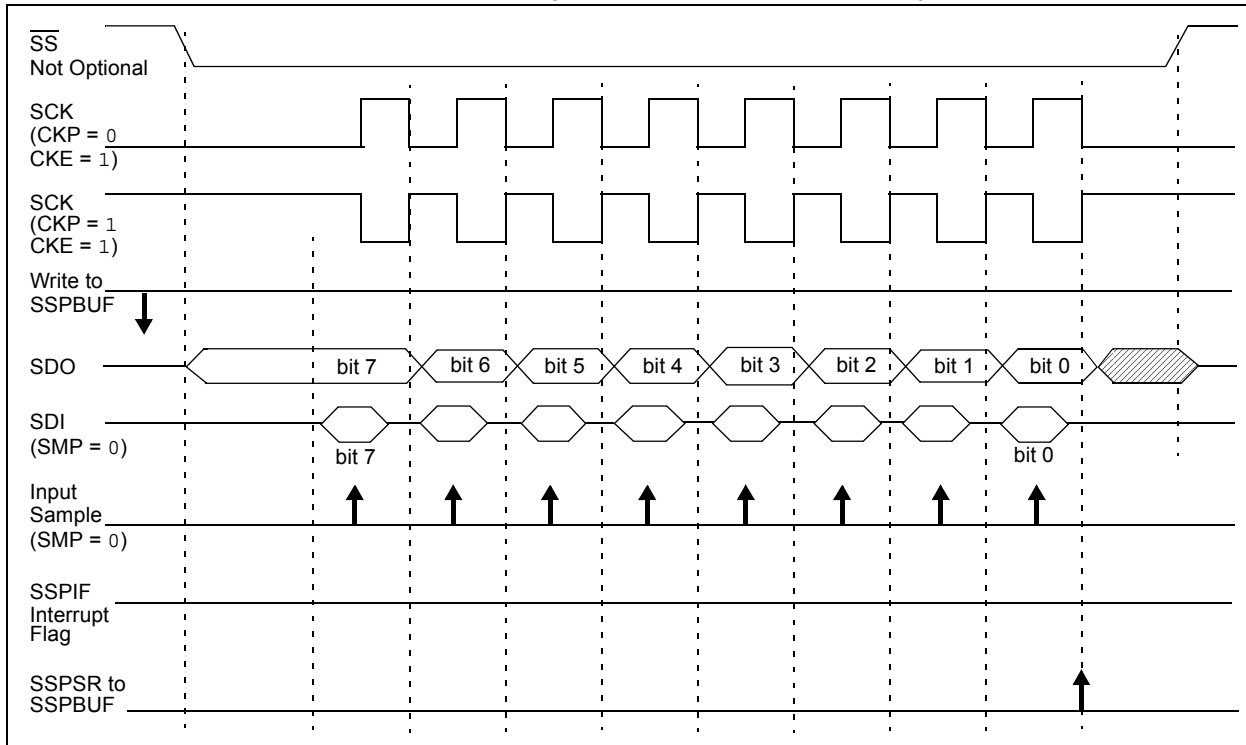 SS
Not Optional
SCK
(CKP = 0
CKE = 1)
SCK
(CKP = 1
CKE = 1)
Write to
SSPBUF
SDO
bit 7 bit 6 bit 5 bit 4 bit 3 bit 2 bit 1 bit 0
SDI
(SMP = 0)
bit 7 bit 0
Input
Sample
(SMP = 0)
SSPIF
Interrupt
Flag
SSPSR to
SSPBUF